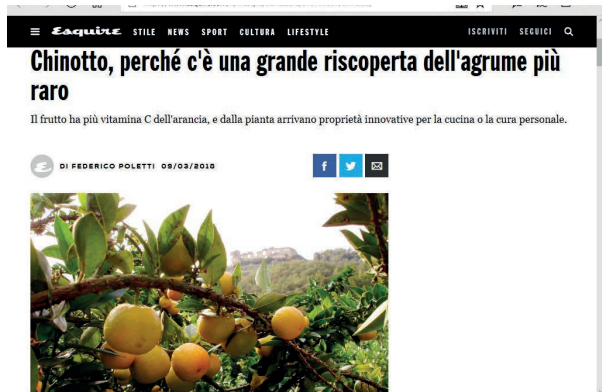 Esquire STILE NEWS SPORT CULTURA LIFESTYLE ISCRIVITI SEGUICI
Chinotto, perché c'è una grande riscoperta dell'agrume più
raro
Il frutto ha più vitamina C dell'arancia, e dalla pianta arrivano proprietà innovative per la cucina o la cura personale.
DI FEDERICO POLETTI 09/03/2018